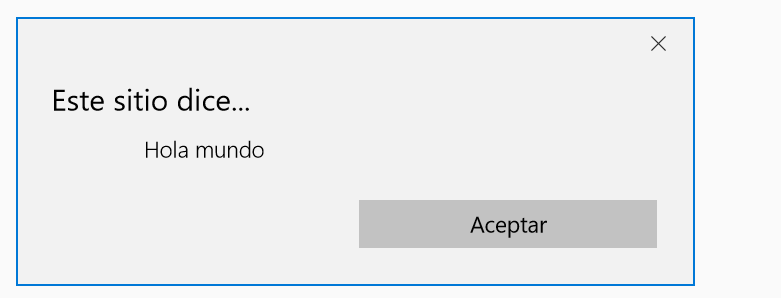 Este sitio dice...
Hola mundo
Aceptar